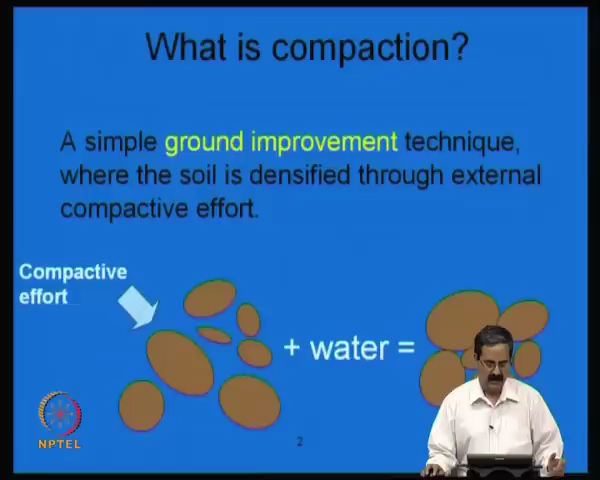 What is compaction?
A simple ground improvement technique,
where the soil is densified through external
compactive effort.
Compactive
effort
+ water =
NPTEL
2